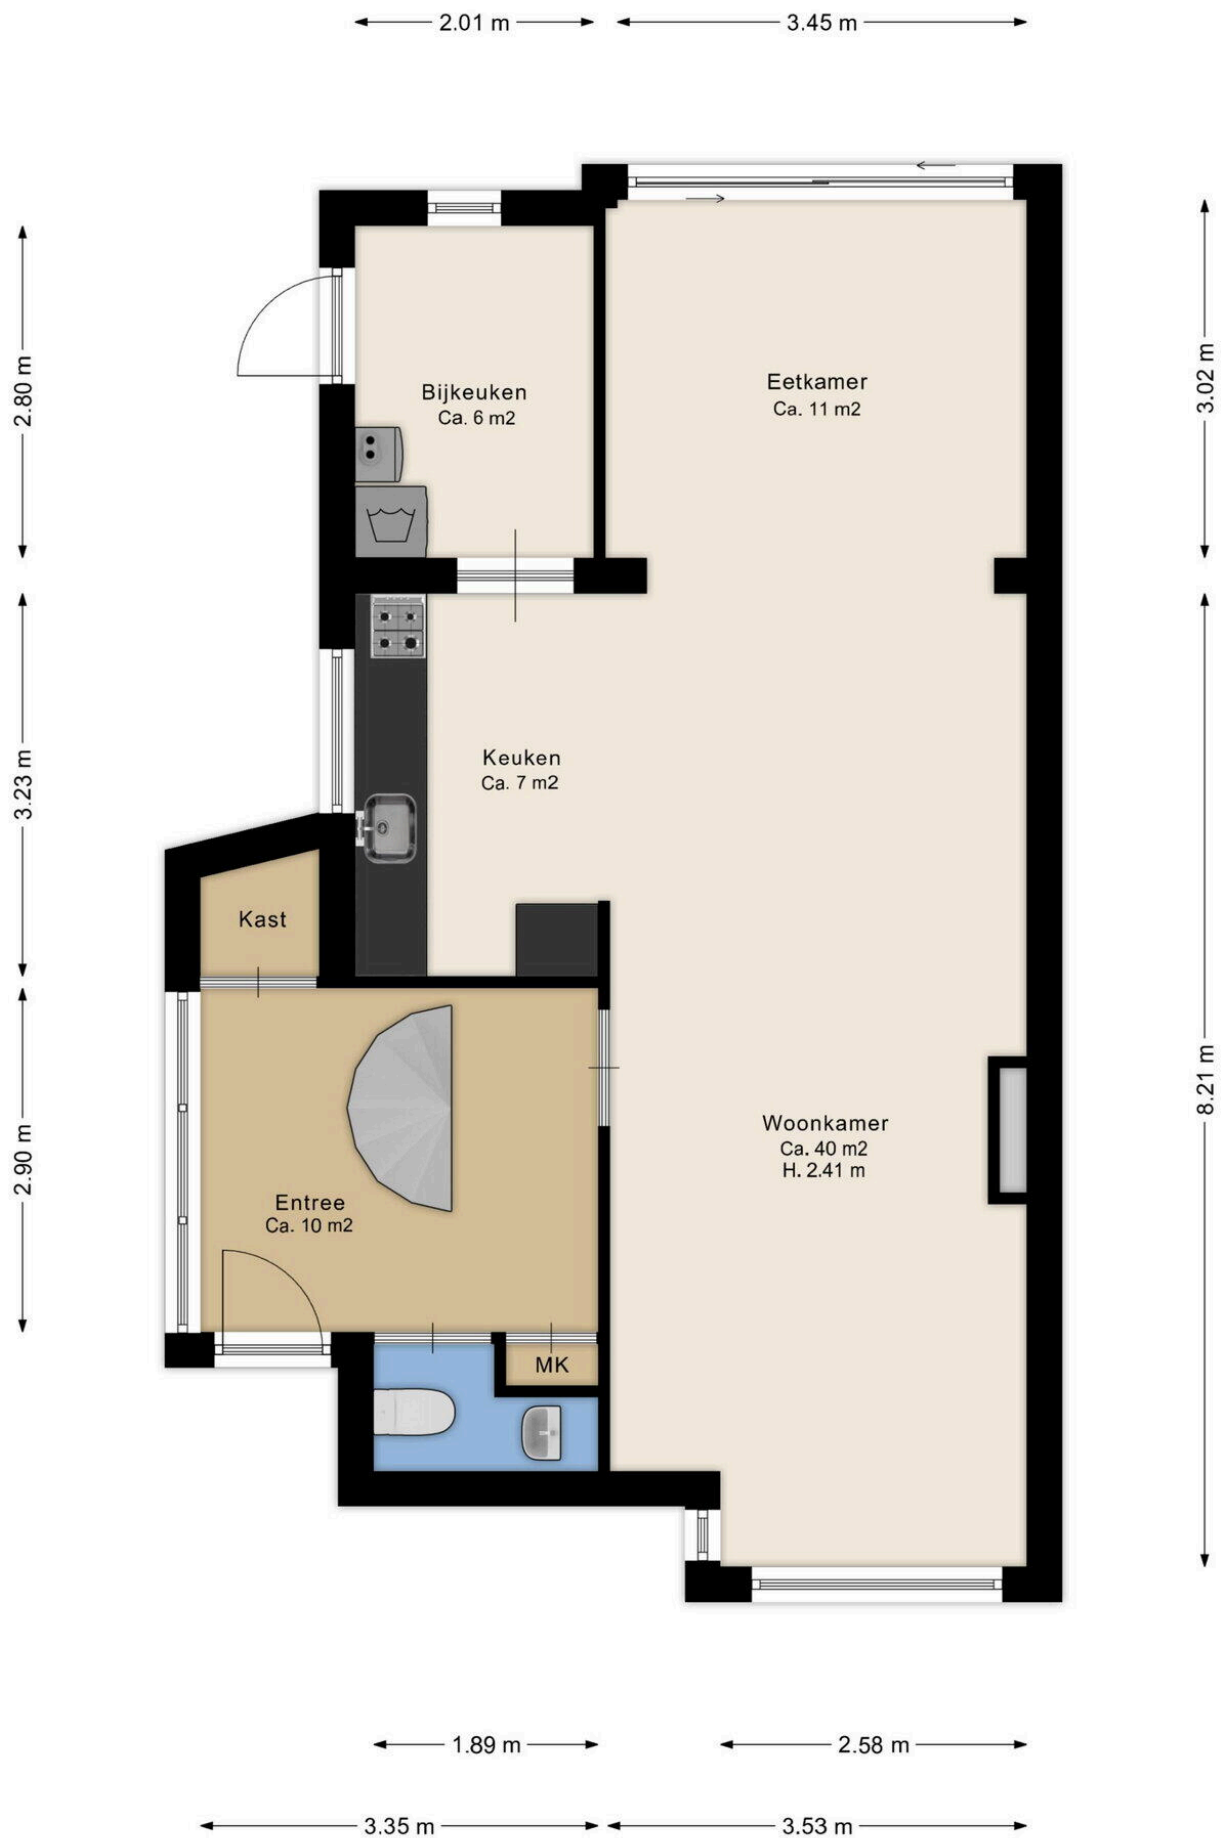 2.01 m
3.45 m
2.80 m
3.02 m
Bijkeuken
Ca. 6 m2
Eetkamer
Ca. 11 m2
3.23 m
Keuken
Ca. 7 m2
Kast
2.90 m
8.21 m
Woonkamer
Ca. 40 m2
H. 2.41 m
Entree
Ca. 10 m2
MK
1.89 m
2.58 m
3.35 m
3.53 m